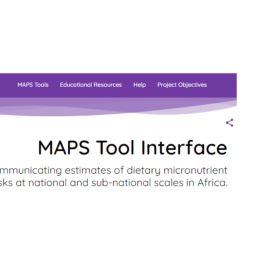 MAPS Tools Educational Resources Help Project Objectives
MAPS Tool Interface
mmunicating estimates of dietary micronutrient
sks at national and sub-national scales in Africa.